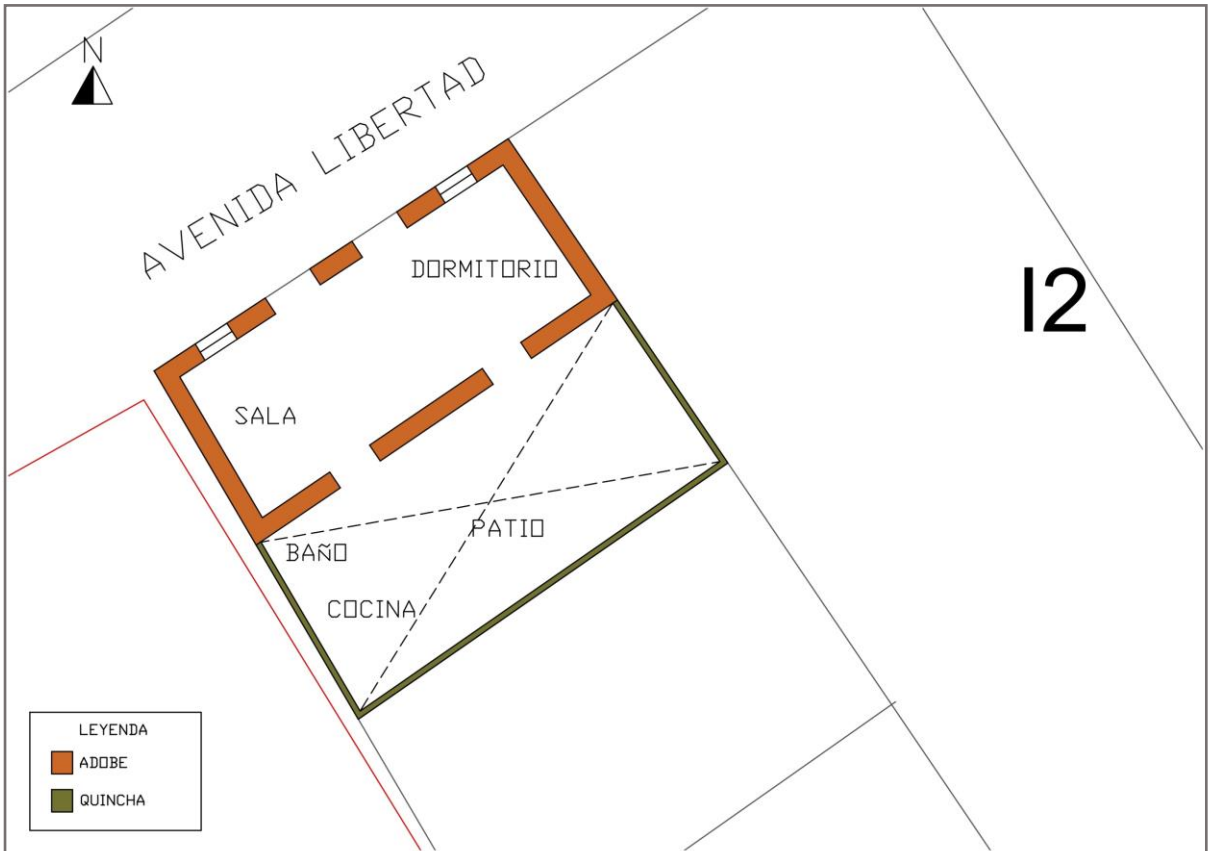 N
AVENIDA LIBERTAD
DORMITORIO
I2
SALA
PATIO
BAÑO
COCINA
LEYENDA
ADOBE
QUINCHA